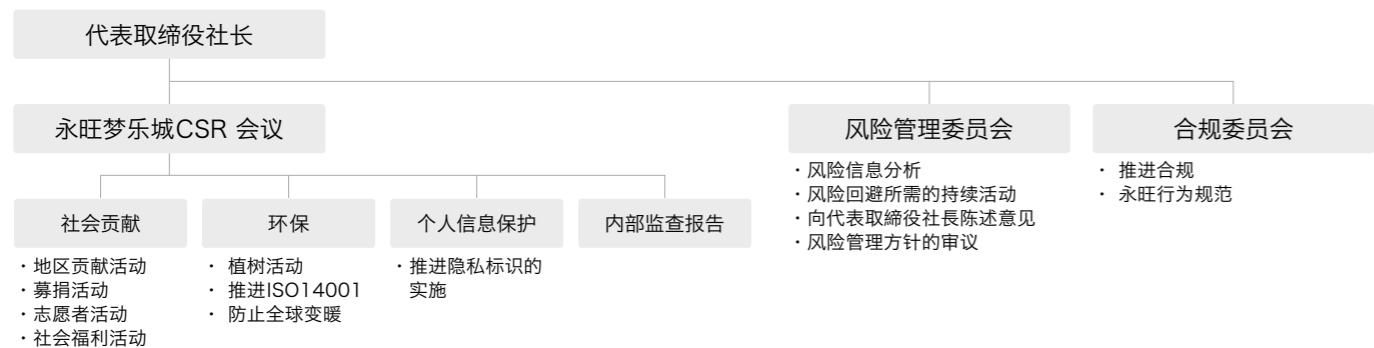 代表取缔役社长
永旺梦乐城CSR 会议
风险管理委员会
合规委员会
・风险信息分析
・风险回避所需的持续活动
・向代表取締役社長陈述意见
・风险管理方针的审议
・ 推进合规
・ 永旺行为规范
社会贡献
环保
个人信息保护
内部监查报告
・地区贡献活动
・募捐活动
・志愿者活动
・社会福利活动
・ 植树活动
・ 推进ISO14001
・ 防止全球变暖
・推进隐私标识的
实施